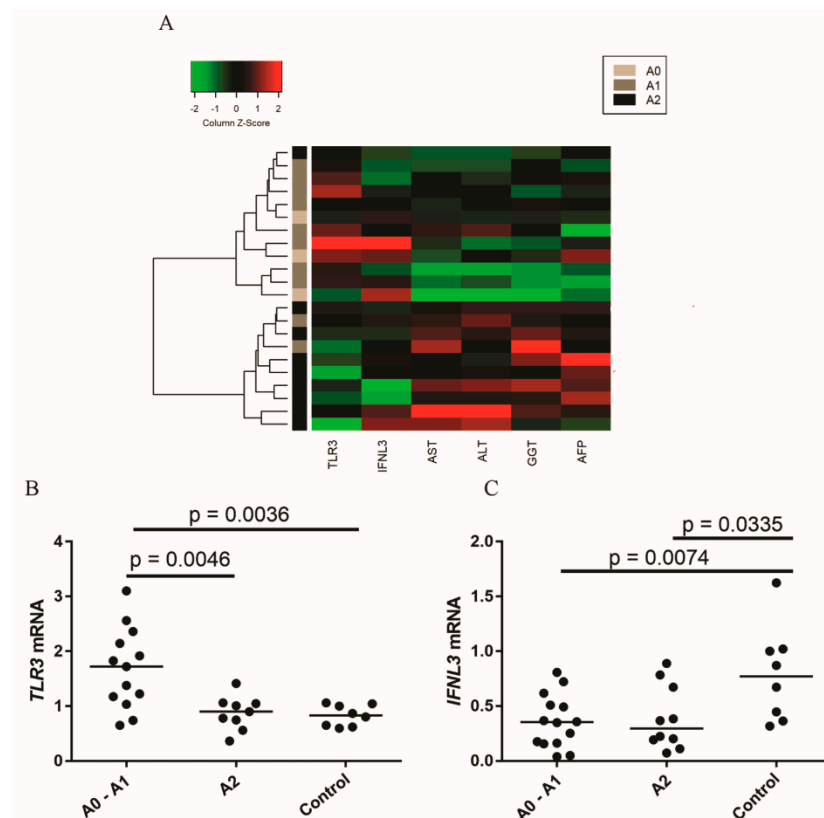 A
-2 -1 0 1 2
Column Z-Score
A0
A1
A2
TLR3 IFNL3 AST ALT GGT AFP
B
p = 0.0036
p = 0.0046
4
3
2
1
0
TLR3 mRNA
A0 - A1 A2 Control
C
p = 0.0335
p = 0.0074
2.0
1.5
1.0
0.5
0.0
IFNL3 mRNA
A0 - A1 A2 Control